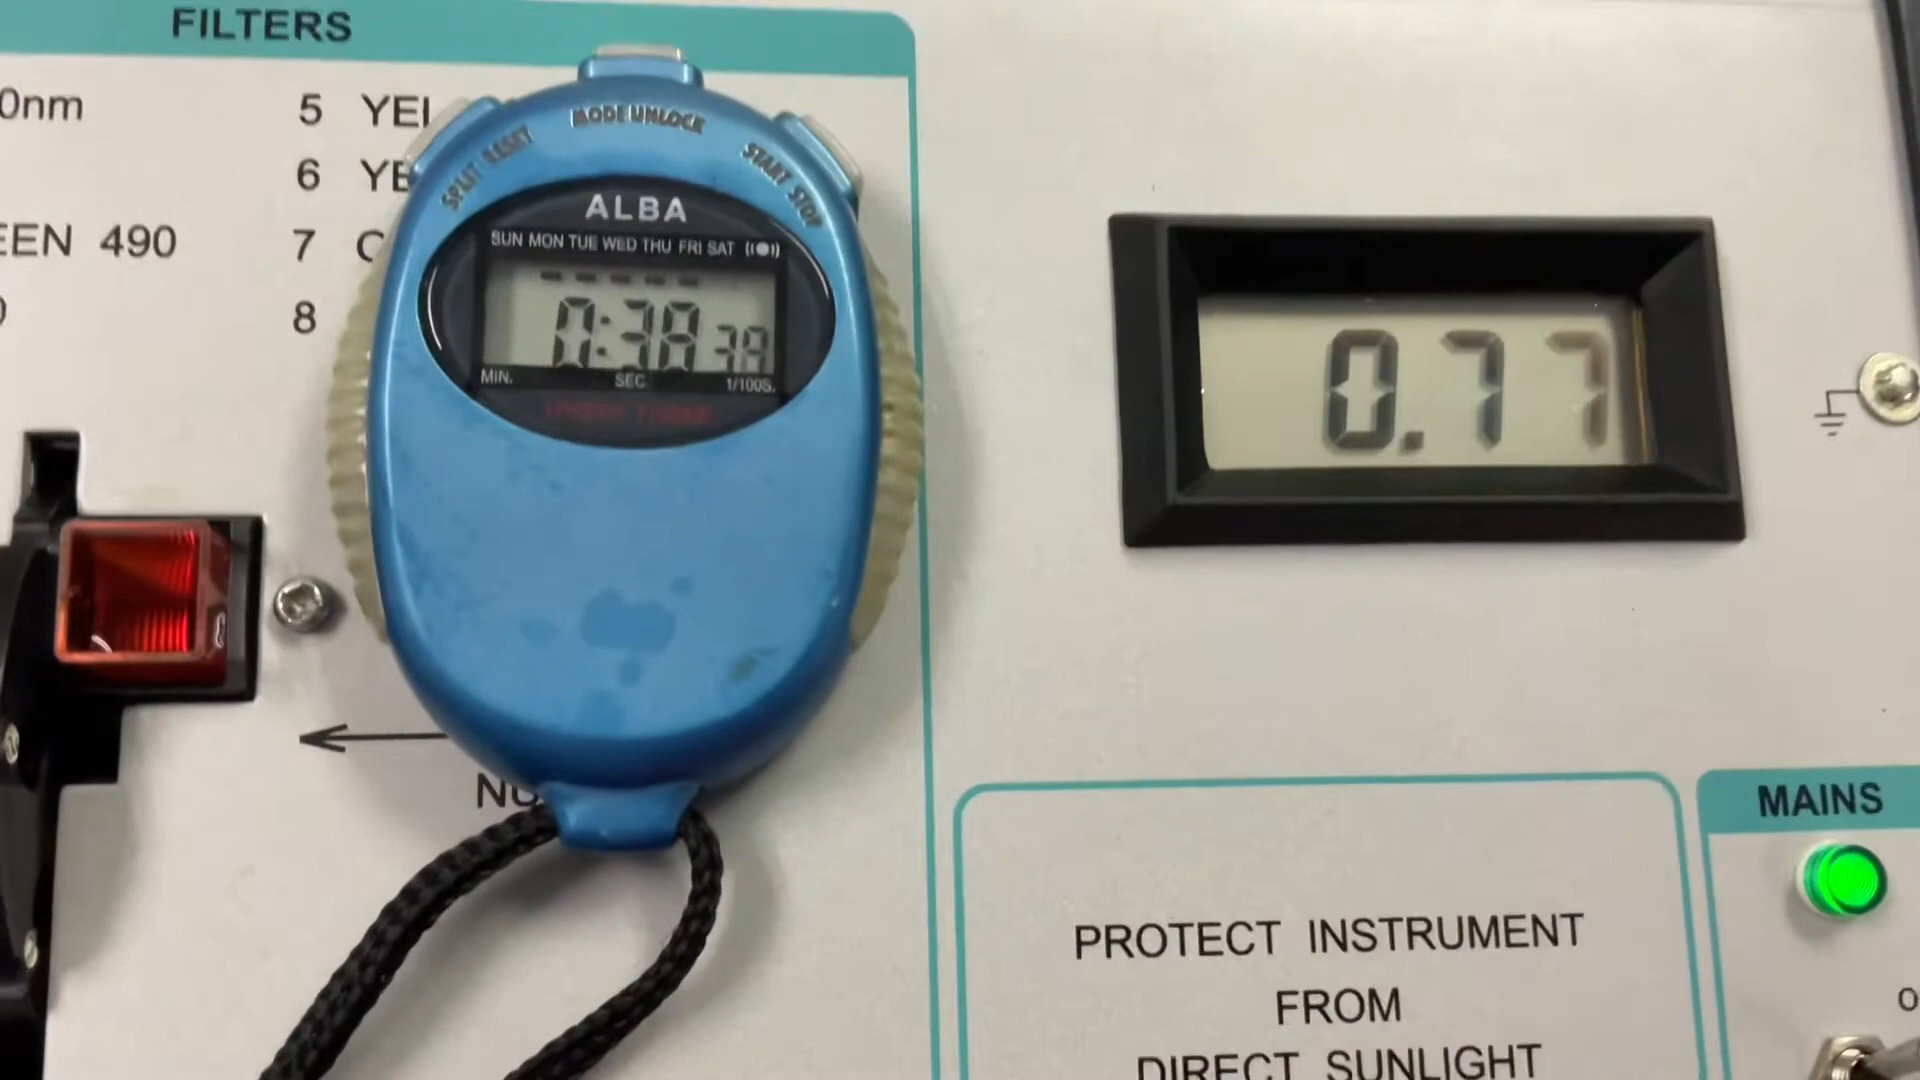 FILTERS
0nm
5 YEL
6 YE
EEN 490
7
8
SPLIT RESET
MODE UNLOCK
START STOP
ALBA
SUN MON TUE WED THU FRI SAT
0:38 38
MIN. SEC 1/100S.
0.77
NU
MAINS
PROTECT INSTRUMENT
FROM
DIRECT SUNLIGHT